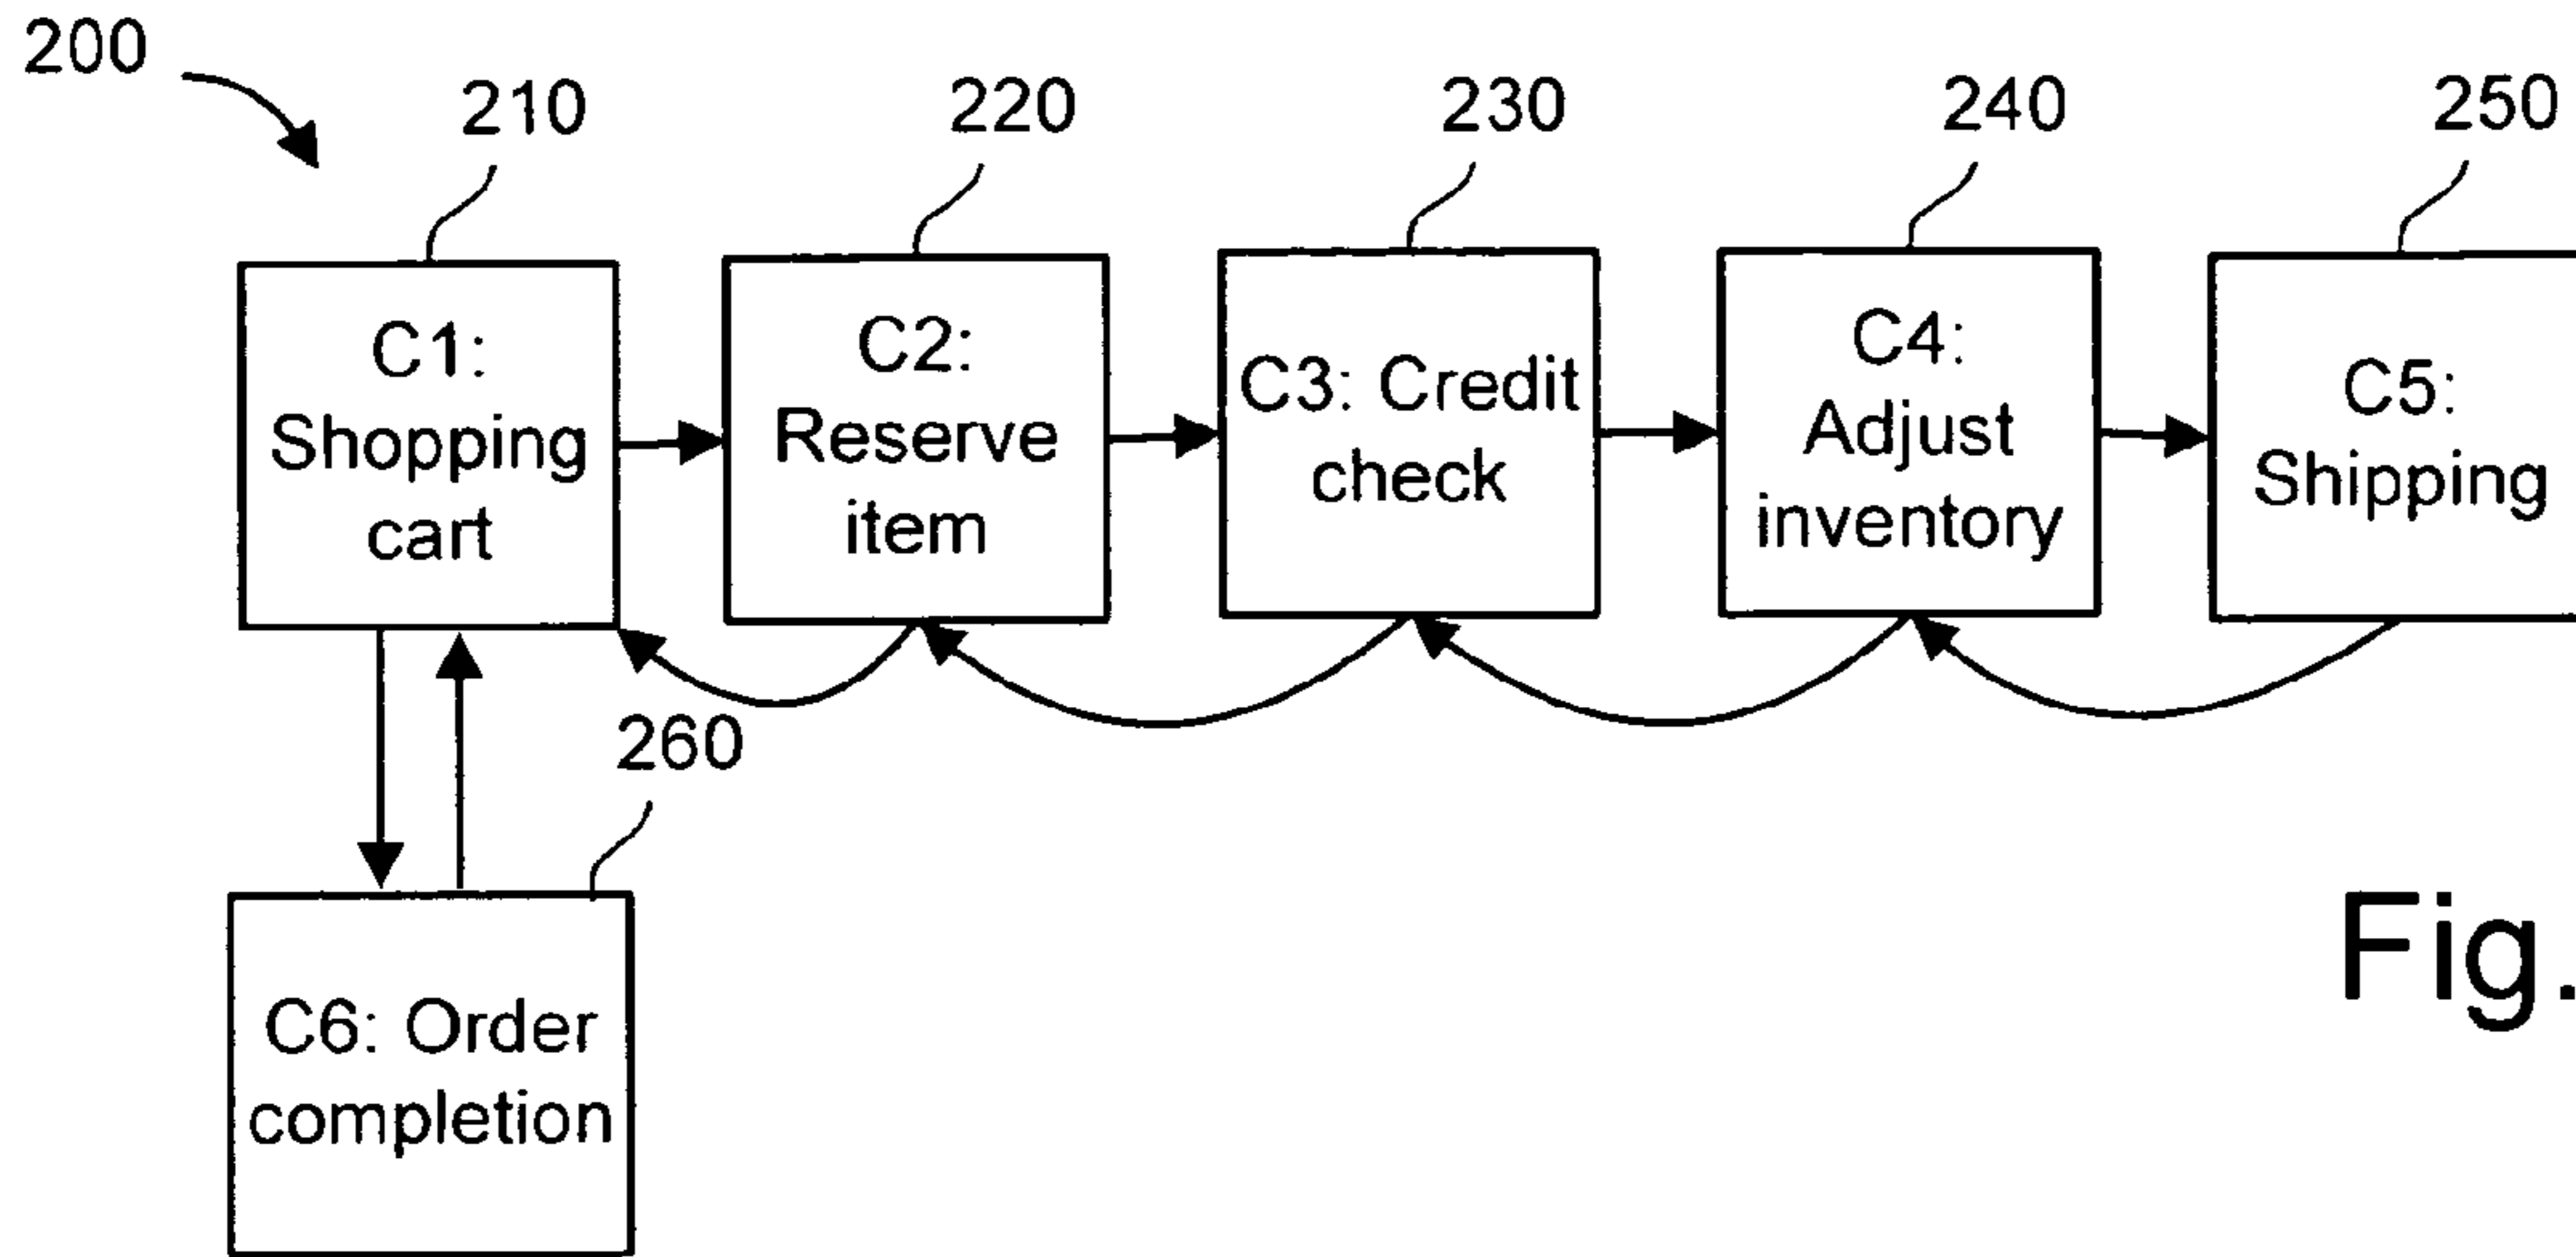 200
210
220
230
240
250
C1:
Shopping
cart
C2:
Reserve
item
C3: Credit
check
C4:
Adjust
inventory
C5:
Shipping
260
C6: Order
completion
Fig.